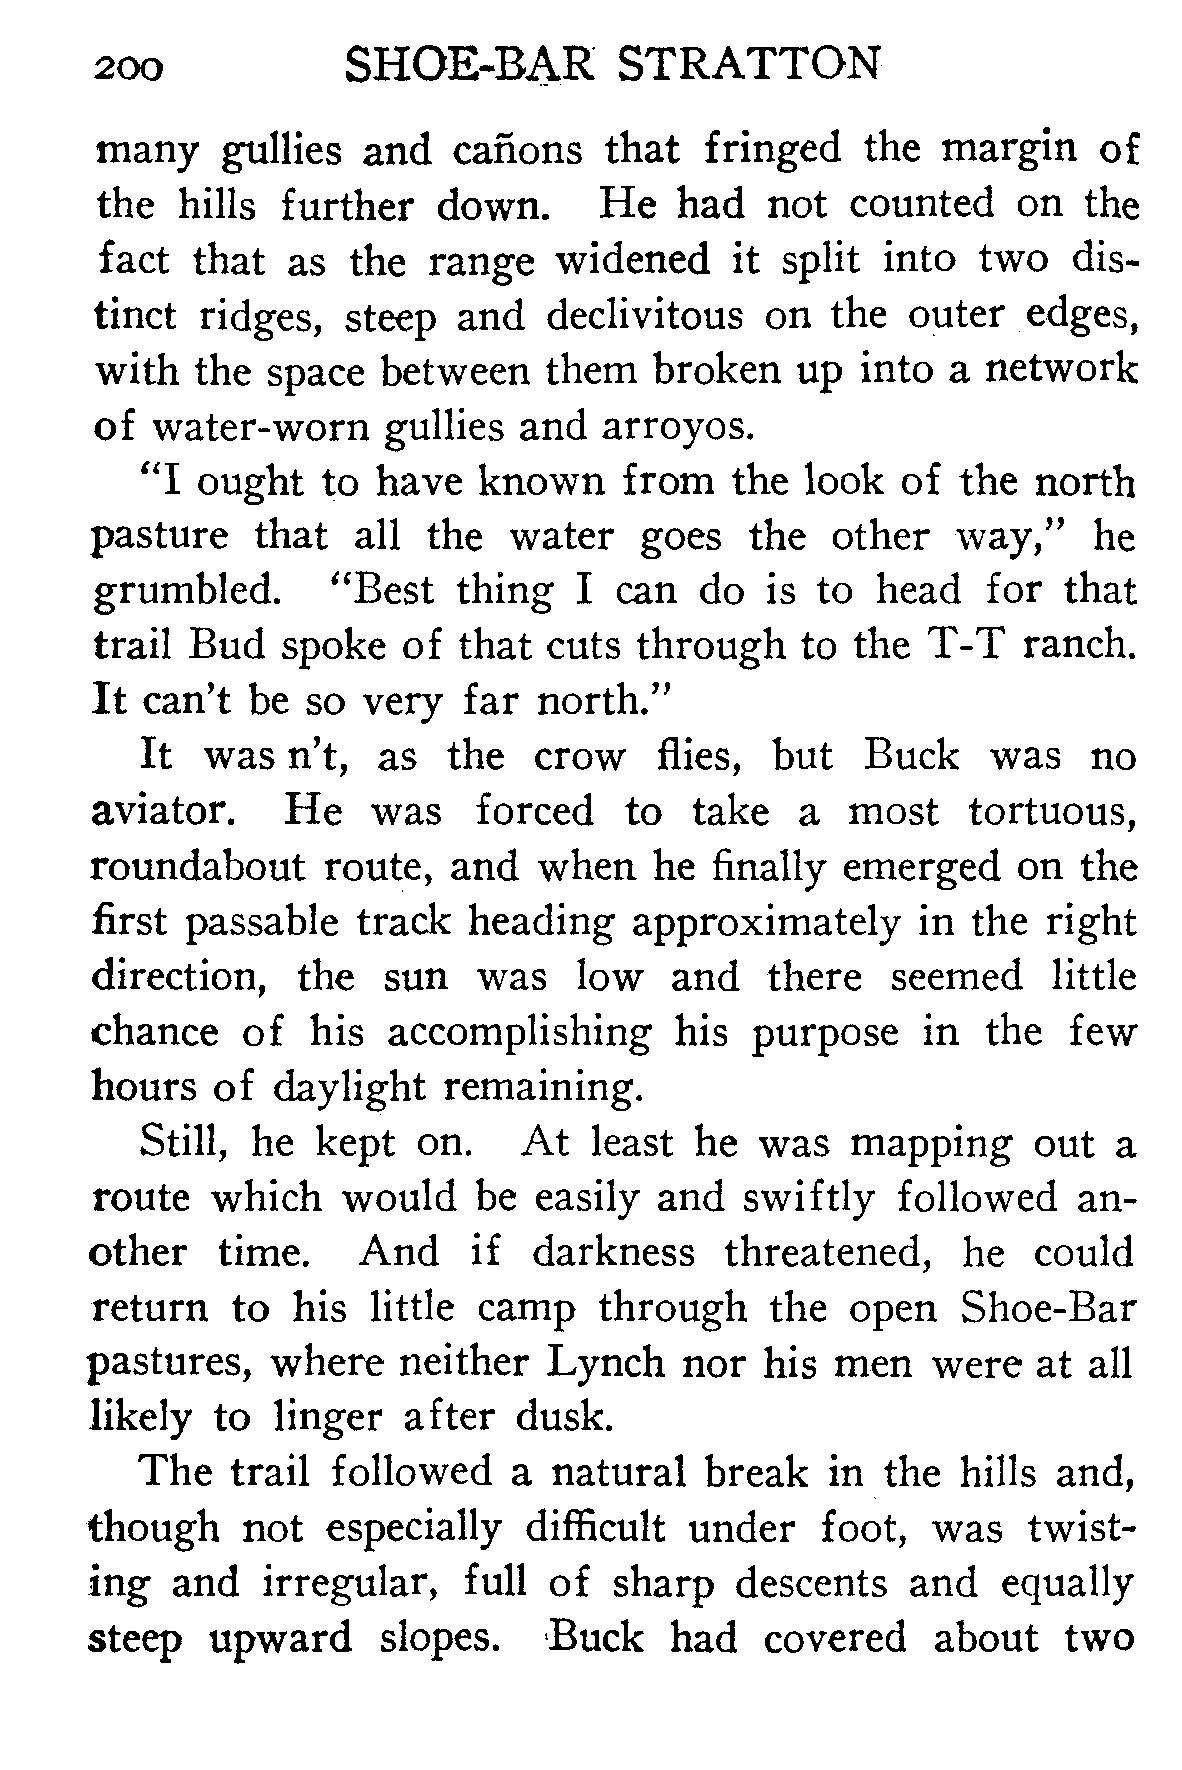 200 SHOE-BAR STRATTON
many gullies and cañons that fringed the margin of
the hills further down. He had not counted on the
fact that as the range widened it split into two dis-
tinct ridges, steep and declivitous on the outer edges,
with the space between them broken up into a network
of water-worn gullies and arroyos.
“I ought to have known from the look of the north
pasture that all the water goes the other way,” he
grumbled. “Best thing I can do is to head for that
trail Bud spoke of that cuts through to the T-T ranch.
It can’t be so very far north.”
It was n’t, as the crow flies, but Buck was no
aviator. He was forced to take a most tortuous,
roundabout route, and when he finally emerged on the
first passable track heading approximately in the right
direction, the sun was low and there seemed little
chance of his accomplishing his purpose in the few
hours of daylight remaining.
Still, he kept on. At least he was mapping out a
route which would be easily and swiftly followed an-
other time. And if darkness threatened, he could
return to his little camp through the open Shoe-Bar
pastures, where neither Lynch nor his men were at all
likely to linger after dusk.
The trail followed a natural break in the hills and,
though not especially difficult under foot, was twist-
ing and irregular, full of sharp descents and equally
steep upward slopes. Buck had covered about two